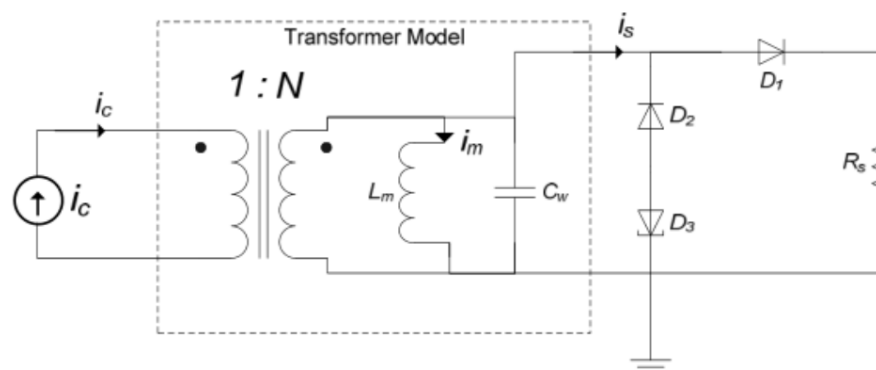 Transformer Model
1 : N
i_c
i_c
i_m
L_m
C_w
i_s
D_1
D_2
D_3
R_s